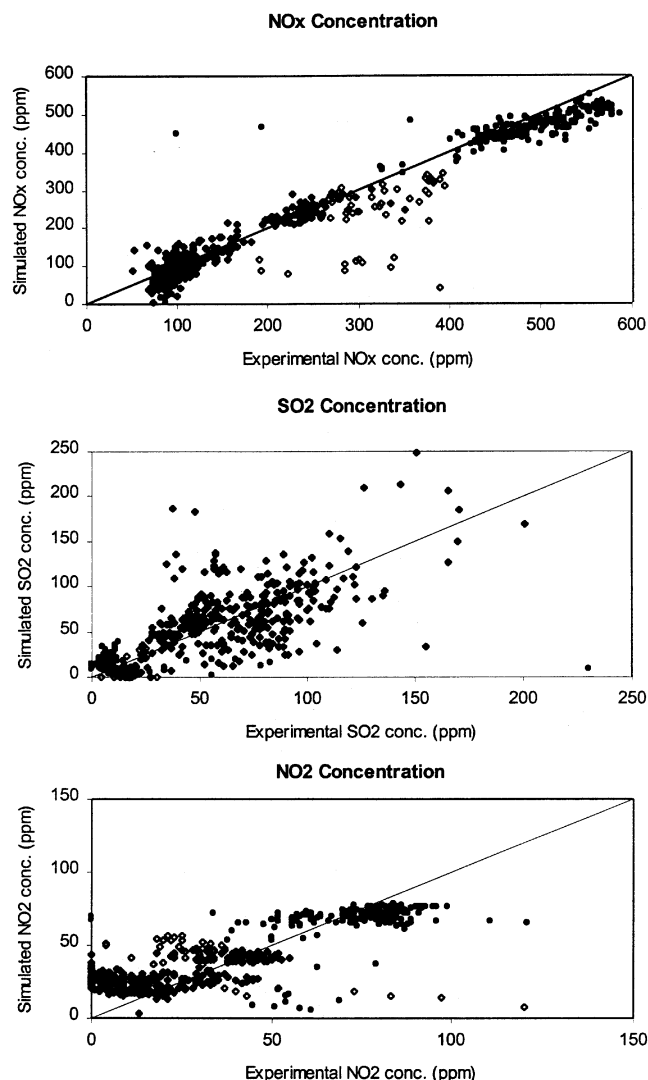 NOx Concentration
Simulated NOx conc. (ppm)
600
500
400
300
200
100
0
0 100 200 300 400 500 600
Experimental NOx conc. (ppm)
SO2 Concentration
Simulated SO2 conc. (ppm)
250
200
150
100
50
0
0 50 100 150 200 250
Experimental SO2 conc. (ppm)
NO2 Concentration
Simulated NO2 conc. (ppm)
150
100
50
0
0 50 100 150
Experimental NO2 conc. (ppm)